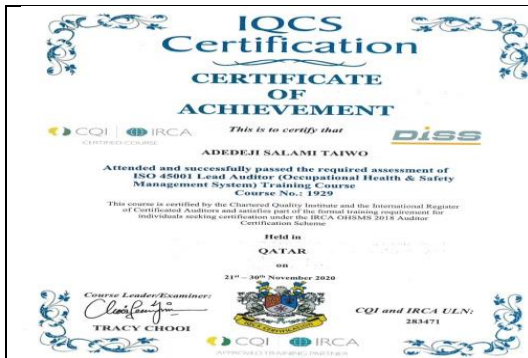 IQCS
Certification
CERTIFICATE
OF
ACHIEVEMENT
CQI IRCA
CERTIFIED COURSE
This is to certify that
DISS
ADEDEJI SALAMI TAIWO
Attended and successfully passed the required assessment of
ISO 45001 Lead Auditor (Occupational Health & Safety
Management System) Training Course
Course No.: 1929
This course is certified by the Chartered Quality Institute and the International Register
of Certificated Auditors and satisfies part of the formal training requirement for
individuals seeking certification under the IRCA OHSMS 2018 Auditor
Certification Scheme
Held in
QATAR
on
21st – 30th November 2020
Course Leader/Examiner:
TRACY CHOOI
IQCS CERTIFICATION
CQI and IRCA ULN:
283471
CQI IRCA
APPROVED TRAINING PARTNER